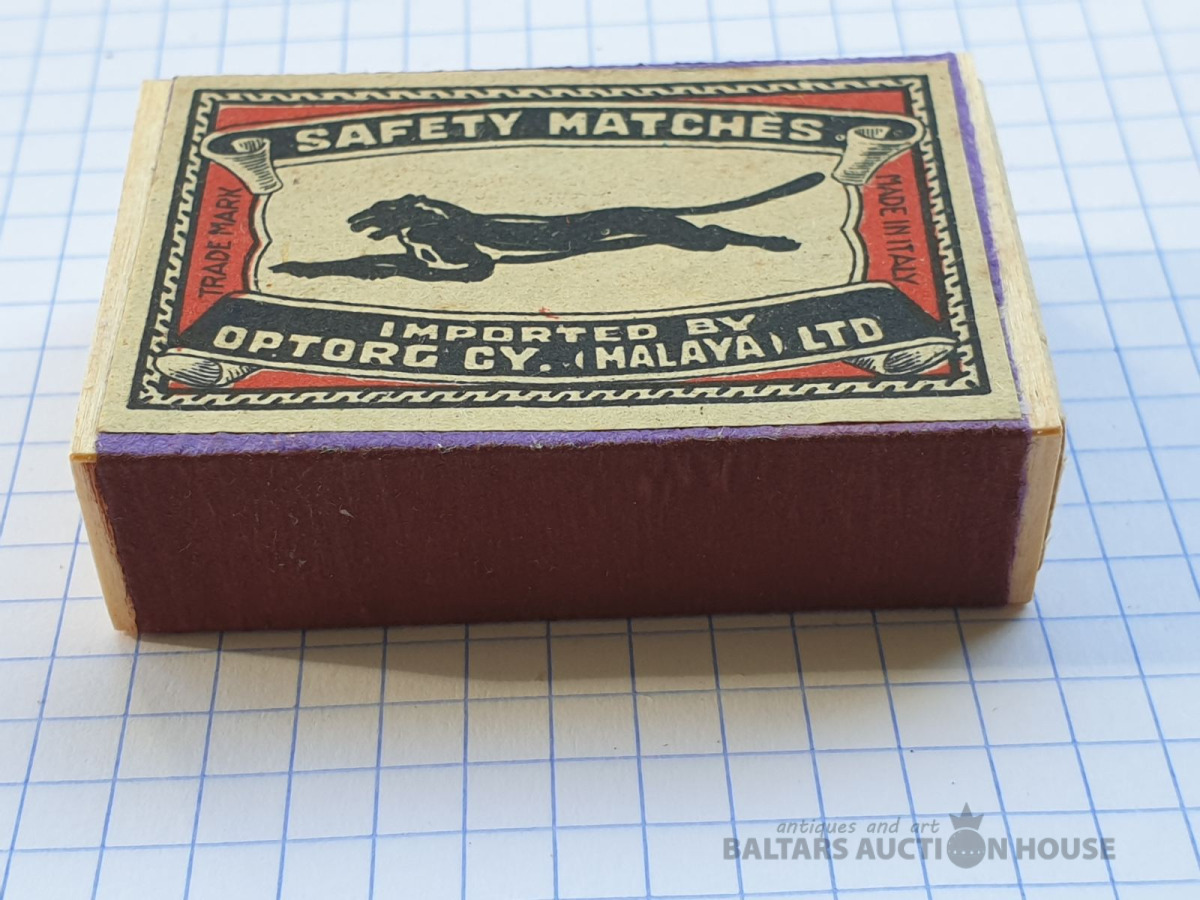 SAFETY MATCHES
TRADE MARK
MADE IN ITALY
IMPORTED BY
OPTORG CY. (MALAYA) LTD
antiques and art
BALTARS AUCTION HOUSE